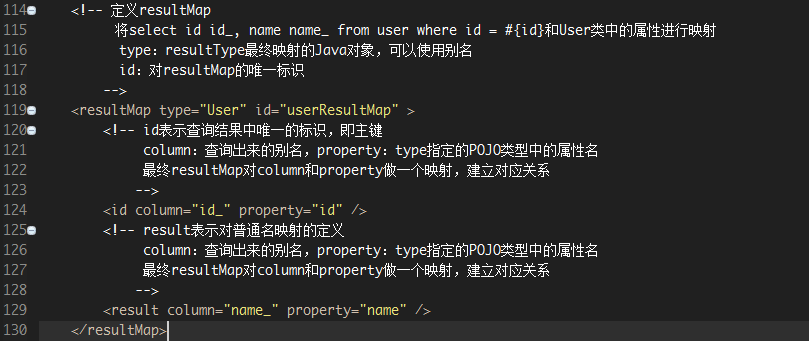 114 <!-- 定义resultMap
115 将select id id_, name name_ from user where id = #{id}和User类中的属性进行映射
116 type：resultType最终映射的Java对象，可以使用别名
117 id：对resultMap的唯一标识
118 -->
119 <resultMap type="User" id="userResultMap" >
120 <!-- id表示查询结果中唯一的标识，即主键
121 column：查询出来的别名，property：type指定的POJO类型中的属性名
122 最终resultMap对column和property做一个映射，建立对应关系
123 -->
124 <id column="id_" property="id" />
125 <!-- result表示对普通名映射的定义
126 column：查询出来的别名，property：type指定的POJO类型中的属性名
127 最终resultMap对column和property做一个映射，建立对应关系
128 -->
129 <result column="name_" property="name" />
130 </resultMap>